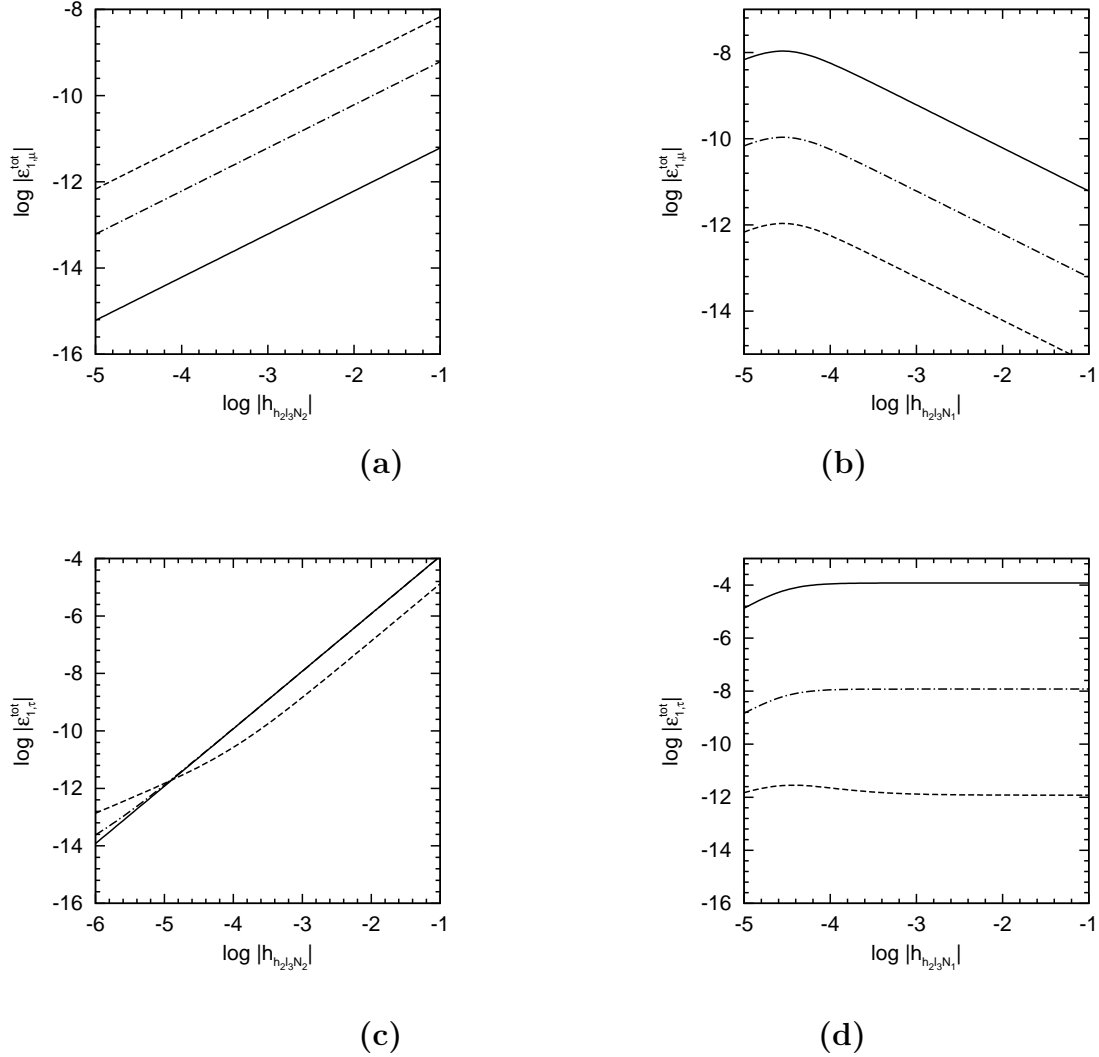 -8
-10
-12
-14
-16
log |ε^tot_1,μ|
-5 -4 -3 -2 -1
log |h_h₂l₃N₂|
(a)
-8
-10
-12
-14
log |ε^tot_1,μ|
-5 -4 -3 -2 -1
log |h_h₂l₃N₁|
(b)
-4
-6
-8
-10
-12
-14
-16
log |ε^tot_1,τ|
-6 -5 -4 -3 -2 -1
log |h_h₂l₃N₂|
(c)
-4
-6
-8
-10
-12
-14
-16
log |ε^tot_1,τ|
-5 -4 -3 -2 -1
log |h_h₂l₃N₁|
(d)